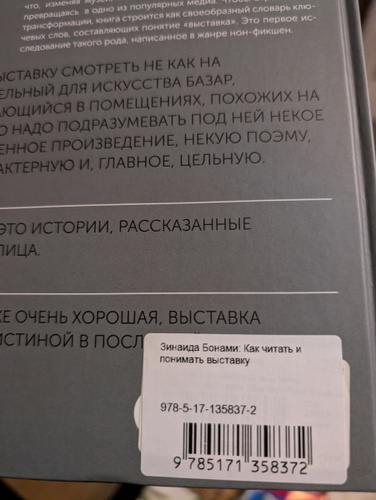 что, изменяя музей
превращаясь в одно из популярных медиа. Чтобы
трансформации, книга строится как своеобразный словарь клю-
чевых слов, составляющих понятие «выставка». Это первое ис-
следование такого рода, написанное в жанре нон-фикшен.
ЫСТАВКУ СМОТРЕТЬ НЕ КАК НА
ЕЛЬНЫЙ ДЛЯ ИСКУССТВА БАЗАР,
АЮЩИЙСЯ В ПОМЕЩЕНИЯХ, ПОХОЖИХ НА
О НАДО ПОДРАЗУМЕВАТЬ ПОД НЕЙ НЕКОЕ
ЕННОЕ ПРОИЗВЕДЕНИЕ, НЕКУЮ ПОЭМУ,
АКТЕРНУЮ И, ГЛАВНОЕ, ЦЕЛЬНУЮ.
ЭТО ИСТОРИИ, РАССКАЗАННЫЕ
ЛИЦА.
ЖЕ ОЧЕНЬ ХОРОШАЯ, ВЫСТАВКА
ИСТИНОЙ В ПОСЛ
Зинаида Бонами: Как читать и
понимать выставку
978-5-17-135837-2
9 785171 358372